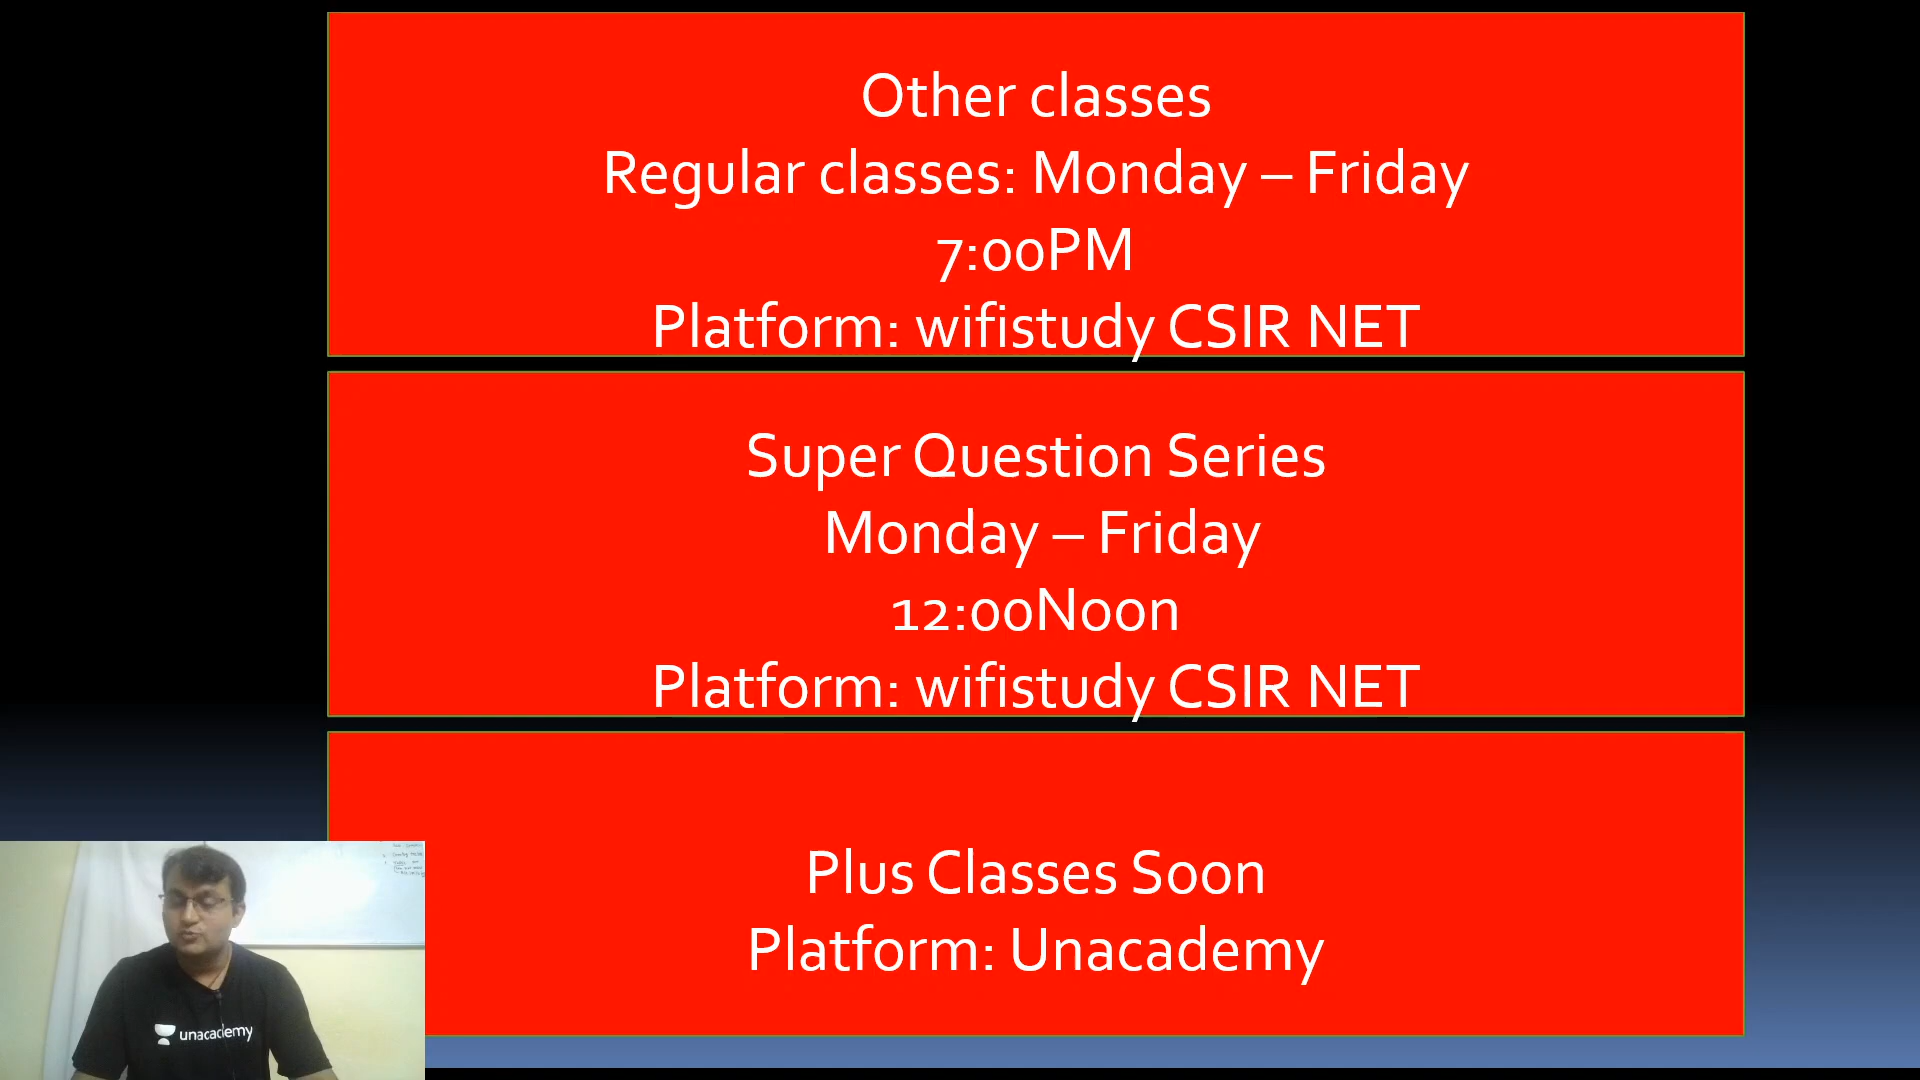 Other classes
Regular classes: Monday – Friday
7:00PM
Platform: wifistudy CSIR NET
Super Question Series
Monday – Friday
12:00Noon
Platform: wifistudy CSIR NET
Plus Classes Soon
Platform: Unacademy
unacademy